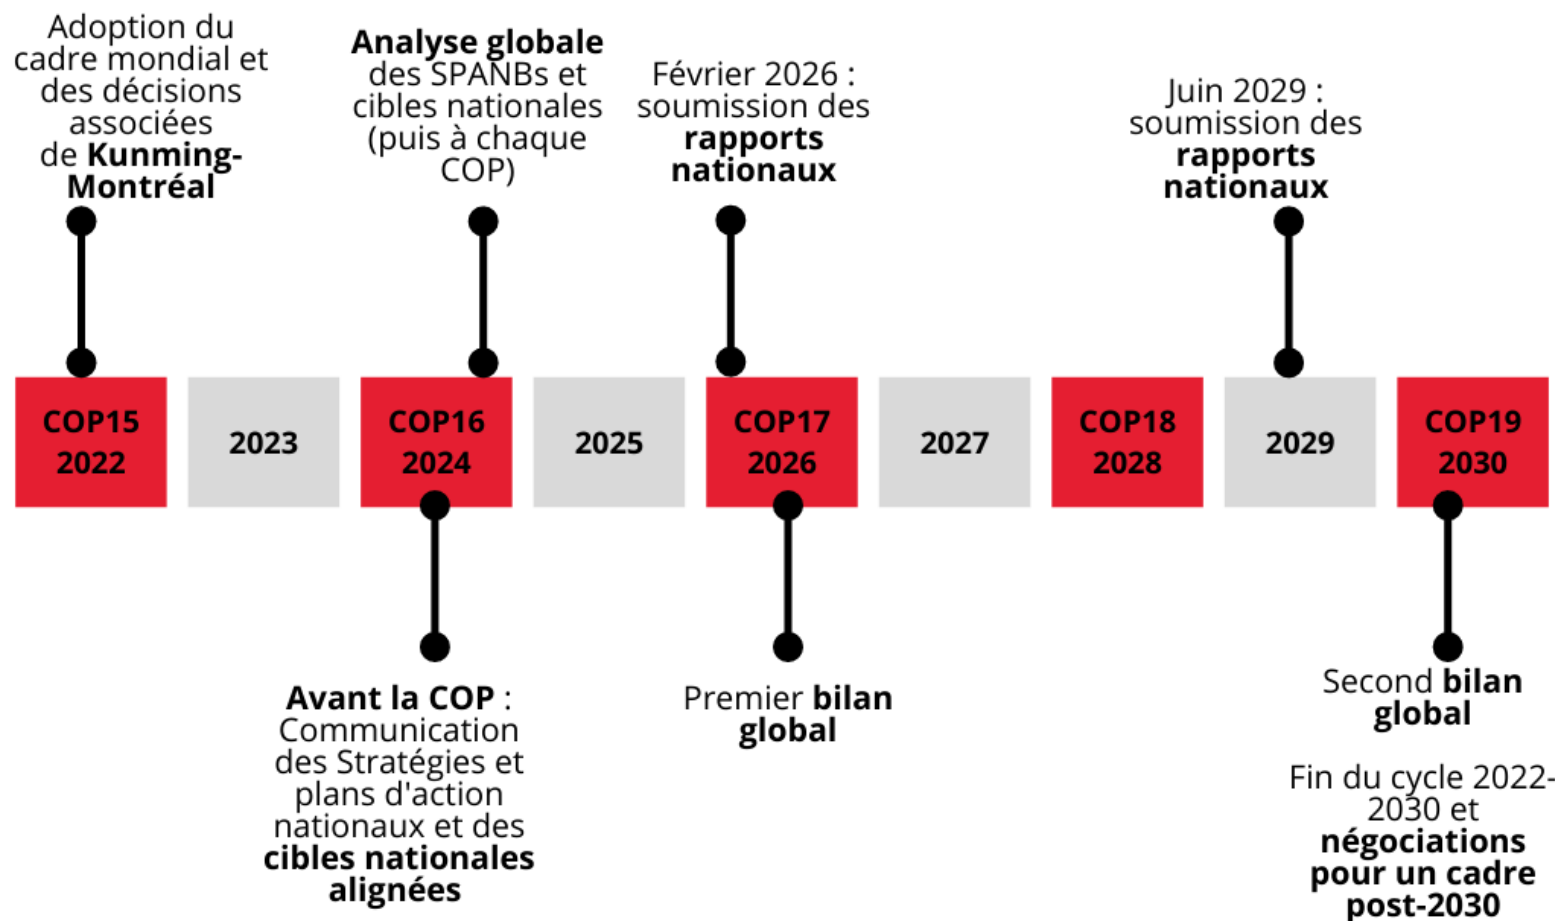 Adoption du
cadre mondial et
des décisions
associées
de Kunming-
Montréal
Analyse globale
des SPANBs et
cibles nationales
(puis à chaque
COP)
Février 2026 :
soumission des
rapports
nationaux
Juin 2029 :
soumission des
rapports
nationaux
COP15
2022
2023
COP16
2024
2025
COP17
2026
2027
COP18
2028
2029
COP19
2030
Avant la COP :
Communication
des Stratégies et
plans d'action
nationaux et des
cibles nationales
alignées
Premier bilan
global
Second bilan
global
Fin du cycle 2022-
2030 et
négociations
pour un cadre
post-2030